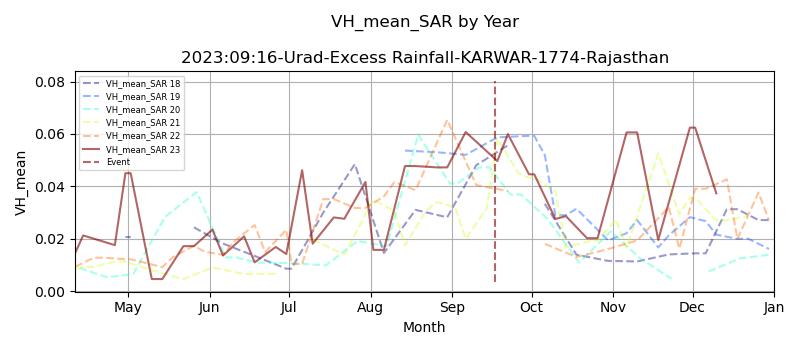 VH_mean_SAR by Year
2023:09:16-Urad-Excess Rainfall-KARWAR-1774-Rajasthan
VH_mean
0.08
0.06
0.04
0.02
0.00
VH_mean_SAR 18
VH_mean_SAR 19
VH_mean_SAR 20
VH_mean_SAR 21
VH_mean_SAR 22
VH_mean_SAR 23
Event
May Jun Jul Aug Sep Oct Nov Dec Jan
Month